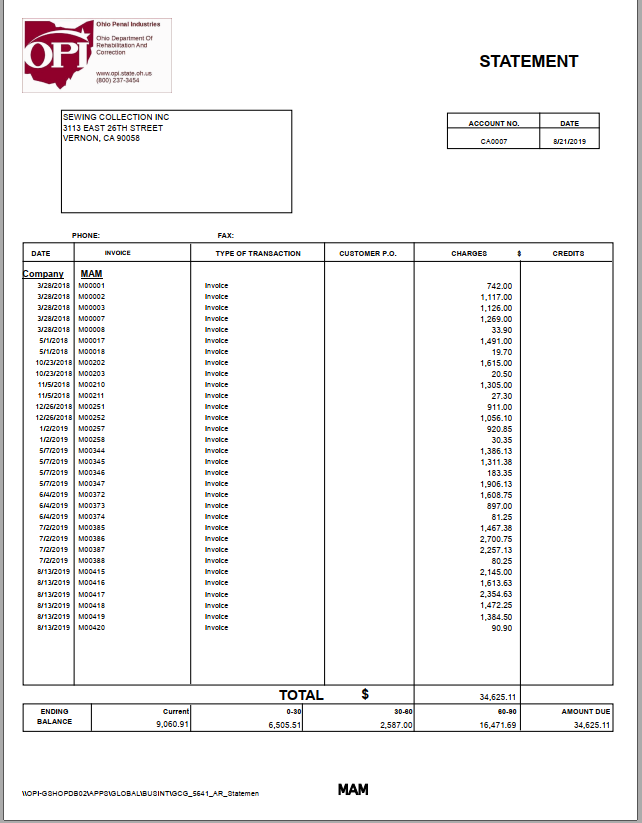 Ohio Penal Industries
OPI
Ohio Department Of
Rehabilitation And
Correction
www.opi.state.oh.us
(800) 237-3454
STATEMENT
SEWING COLLECTION INC
3113 EAST 26TH STREET
VERNON, CA 90058
ACCOUNT NO. DATE
CA0007 8/21/2019
PHONE: FAX:
DATE INVOICE TYPE OF TRANSACTION CUSTOMER P.O. CHARGES $ CREDITS
Company MAM
3/28/2018 M00001 Invoice 742.00
3/28/2018 M00002 Invoice 1,117.00
3/28/2018 M00003 Invoice 1,126.00
3/28/2018 M00007 Invoice 1,269.00
3/28/2018 M00008 Invoice 33.90
5/1/2018 M00017 Invoice 1,491.00
5/1/2018 M00018 Invoice 19.70
10/23/2018 M00202 Invoice 1,615.00
10/23/2018 M00203 Invoice 20.50
11/5/2018 M00210 Invoice 1,305.00
11/5/2018 M00211 Invoice 27.30
12/26/2018 M00251 Invoice 911.00
12/26/2018 M00252 Invoice 1,056.10
1/2/2019 M00257 Invoice 920.85
1/2/2019 M00258 Invoice 30.35
5/7/2019 M00344 Invoice 1,386.13
5/7/2019 M00345 Invoice 1,311.38
5/7/2019 M00346 Invoice 183.35
5/7/2019 M00347 Invoice 1,906.13
6/4/2019 M00372 Invoice 1,608.75
6/4/2019 M00373 Invoice 897.00
6/4/2019 M00374 Invoice 81.25
7/2/2019 M00385 Invoice 1,467.38
7/2/2019 M00386 Invoice 2,700.75
7/2/2019 M00387 Invoice 2,257.13
7/2/2019 M00388 Invoice 80.25
8/13/2019 M00415 Invoice 2,145.00
8/13/2019 M00416 Invoice 1,613.63
8/13/2019 M00417 Invoice 2,354.63
8/13/2019 M00418 Invoice 1,472.25
8/13/2019 M00419 Invoice 1,384.50
8/13/2019 M00420 Invoice 90.90
TOTAL $ 34,625.11
ENDING BALANCE Current 0-30 30-60 60-90 AMOUNT DUE
9,060.91 6,505.51 2,587.00 16,471.69 34,625.11
\\OPI-GSHOPDB02\APPS\GLOBAL\BUSINT\GCG_5641_AR_Statemen
MAM